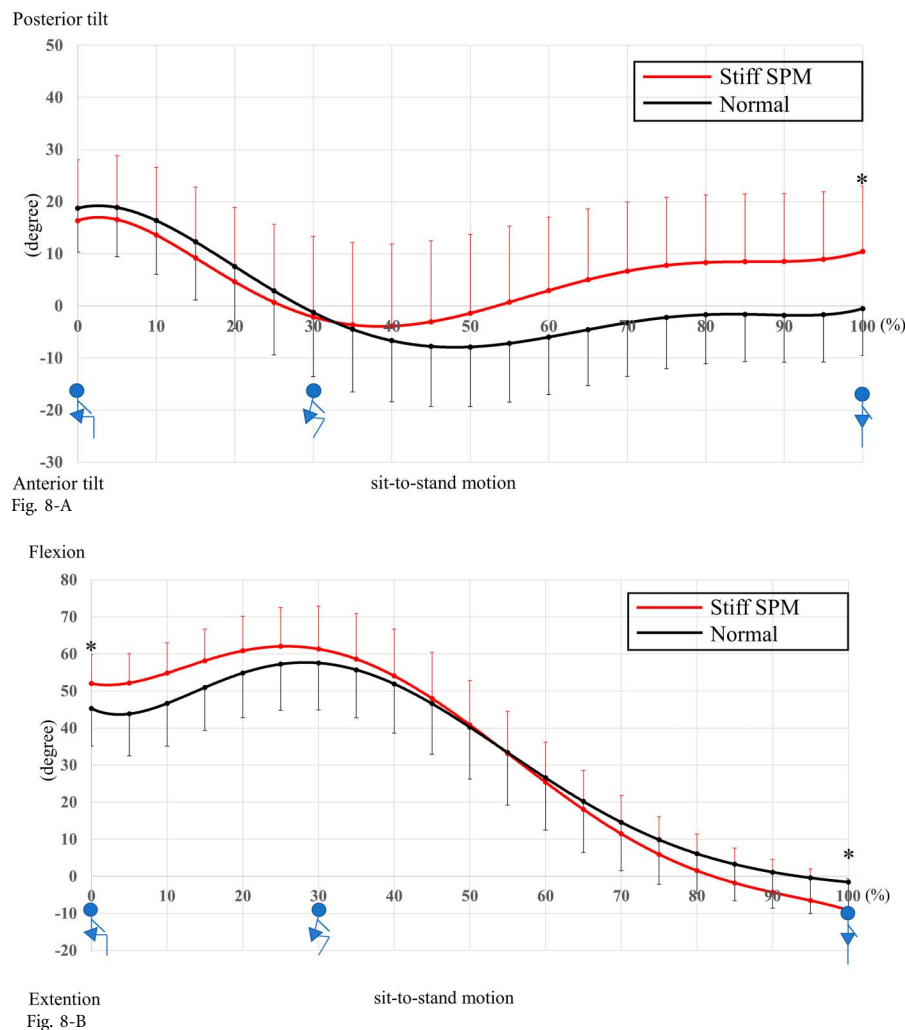 Posterior tilt
50
40
30
20
10
0
-10
-20
-30
(degree)
Stiff SPM
Normal
*
0 10 20 30 40 50 60 70 80 90 100 (%)
Anterior tilt
sit-to-stand motion
Fig. 8-A
Flexion
80
70
60
50
40
30
20
10
0
-10
-20
(degree)
Stiff SPM
Normal
*
*
0 10 20 30 40 50 60 70 80 90 100 (%)
Extention
sit-to-stand motion
Fig. 8-B